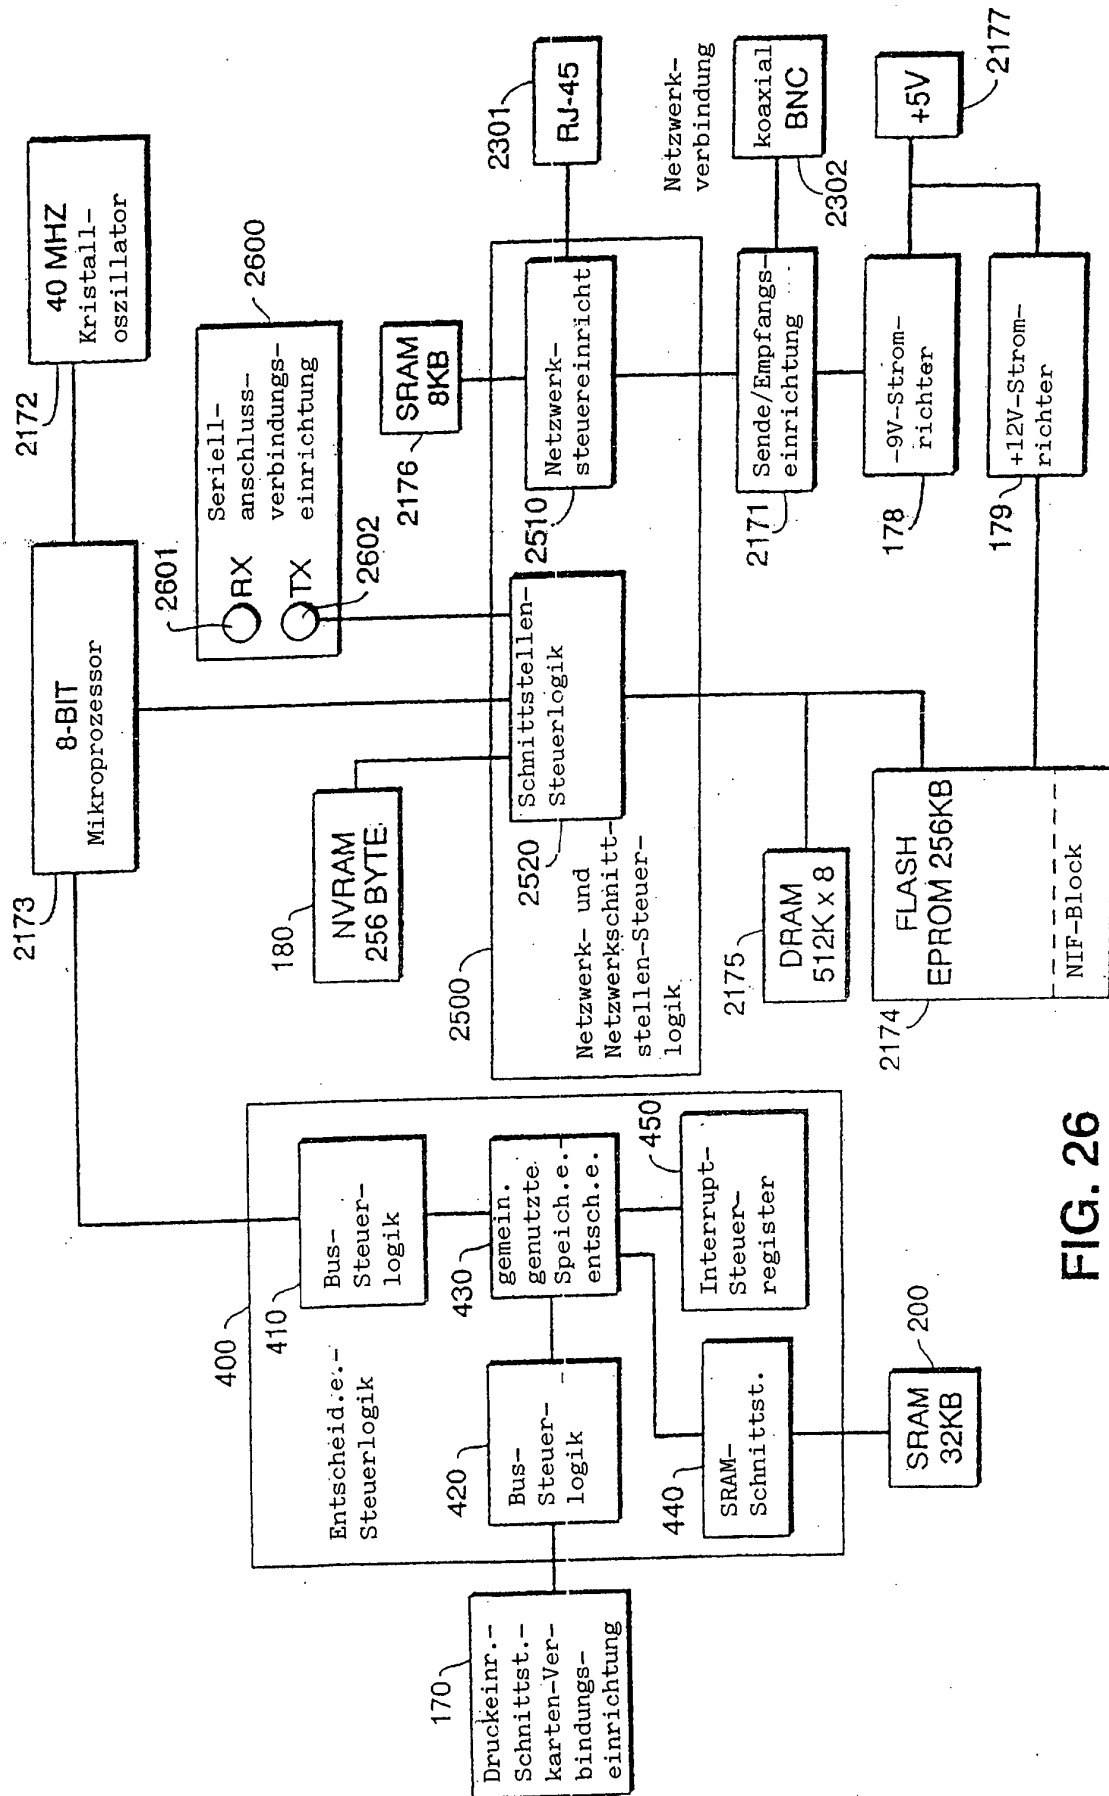 2173
8-BIT
Mikroprozessor
2172
40 MHZ
Kristall-
oszillator
2600
Seriell-
anschluss-
verbindungs-
einrichtung
2601
RX
TX
2602
180
NVRAM
256 BYTE
2176
SRAM
8KB
2301
RJ-45
2500
Netzwerk- und
Netzwerkschnitt-
stellen-Steuer-
logik
2520
Schnittstellen-
Steuerlogik
2510
Netzwerk-
steuereinricht
Netzwerk-
verbindung
2171
Sende/Empfangs-
einrichtung
koaxial
BNC
2302
2175
DRAM
512K x 8
2174
FLASH
EPROM 256KB
NIF-Block
178
-9V-Strom-
richter
179
+12V-Strom-
richter
+5V
2177
400
Entscheid.e.-
Steuerlogik
410
Bus-
Steuer-
logik
420
Bus-
Steuer-
logik
430
gemein.
genutzte
Speich.e.-
entsch.e.
440
SRAM-
Schnittst.
450
Interrupt-
Steuer-
register
170
Druckeinr.-
Schnittst.-
karten-Ver-
bindungs-
einrichtung
200
SRAM
32KB
FIG. 26